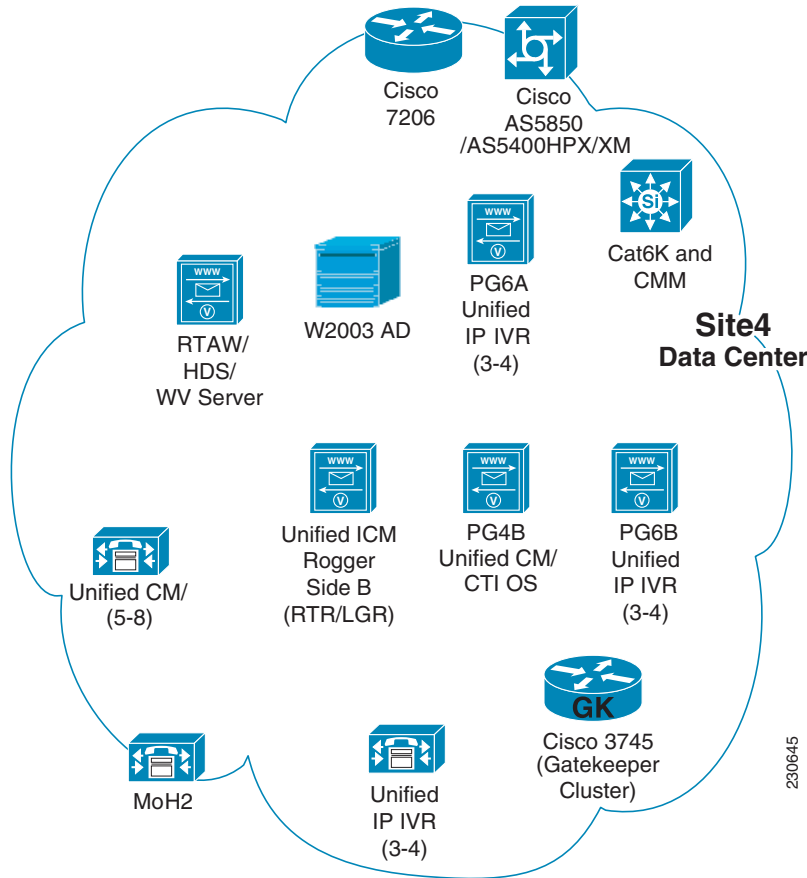 Cisco
7206
Cisco
AS5850
/AS5400HPX/XM
Si
Cat6K and
CMM
WWW
V
PG6A
Unified
IP IVR
(3-4)
WWW
V
RTAW/
HDS/
WV Server
W2003 AD
Site4
Data Center
WWW
V
Unified ICM
Rogger
Side B
(RTR/LGR)
WWW
V
PG4B
Unified CM/
CTI OS
WWW
V
PG6B
Unified
IP IVR
(3-4)
Unified CM/
(5-8)
MoH2
Unified
IP IVR
(3-4)
GK
Cisco 3745
(Gatekeeper
Cluster)
230645